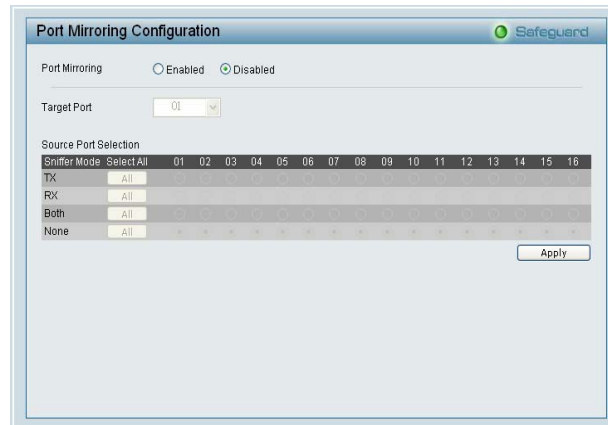 Port Mirroring Configuration Safeguard
Port Mirroring Enabled Disabled
Target Port 01
Source Port Selection
Sniffer Mode Select All 01 02 03 04 05 06 07 08 09 10 11 12 13 14 15 16
TX All
RX All
Both All
None All
Apply